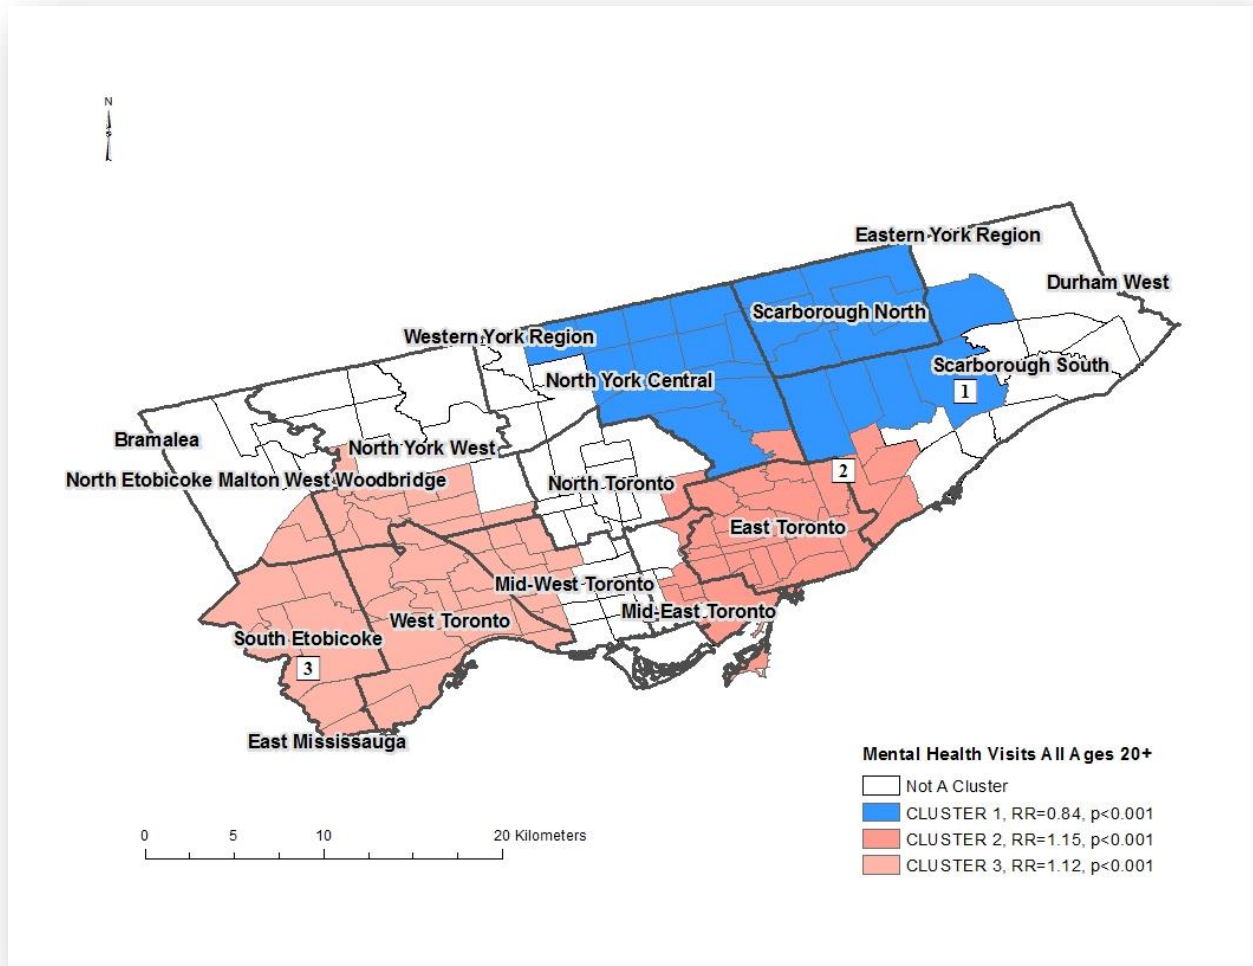 N
S
Eastern York Region
Durham West
Scarborough North
Western York Region
Scarborough South
North York Central
1
Bramalea
North York West
2
North Etobicoke Malton West Woodbridge
North Toronto
East Toronto
Mid-West Toronto
Mid-East Toronto
West Toronto
South Etobicoke
3
East Mississauga
Mental Health Visits All Ages 20+
Not A Cluster
CLUSTER 1, RR=0.84, p<0.001
CLUSTER 2, RR=1.15, p<0.001
CLUSTER 3, RR=1.12, p<0.001
0 5 10 20 Kilometers